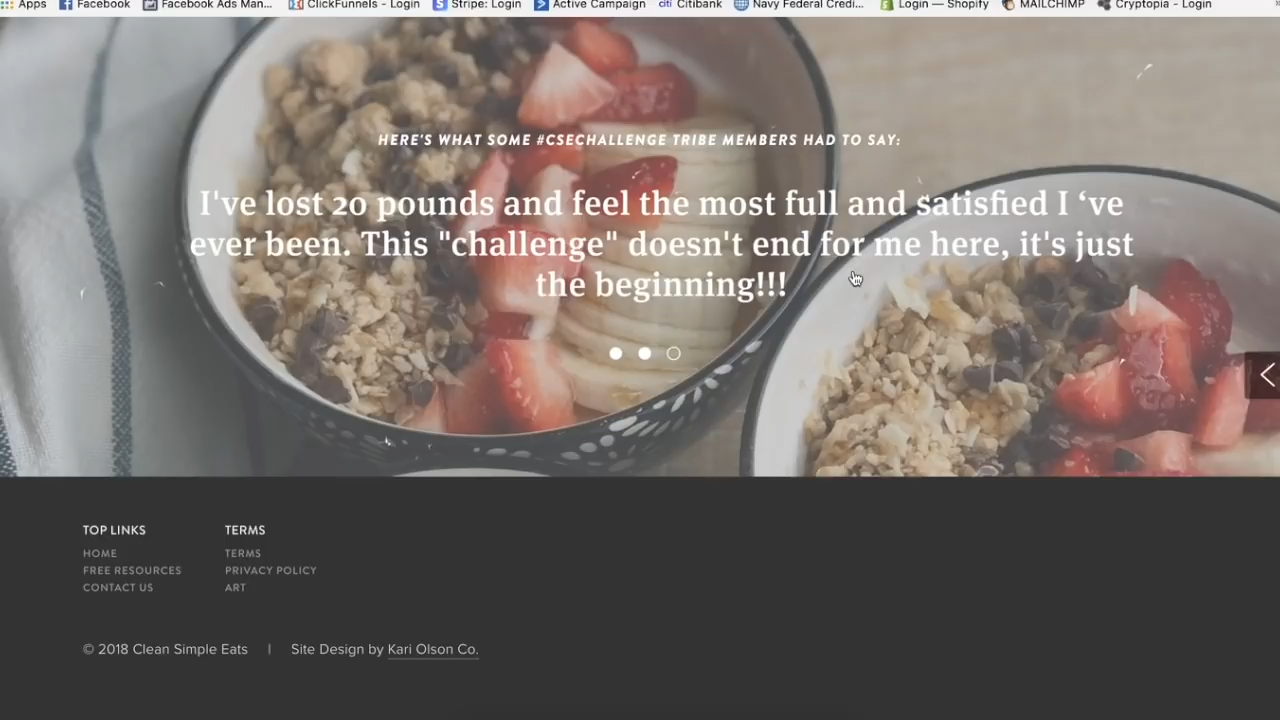 Apps Facebook Facebook Ads Man... ClickFunnels - Login Stripe: Login Active Campaign citi Citibank Navy Federal Credi... Login — Shopify MAILCHIMP Cryptopia - Login
HERE'S WHAT SOME #CSECHALLENGE TRIBE MEMBERS HAD TO SAY:
I've lost 20 pounds and feel the most full and satisfied I ‘ve
ever been. This "challenge" doesn't end for me here, it's just
the beginning!!!
TOP LINKS
HOME
FREE RESOURCES
CONTACT US
TERMS
TERMS
PRIVACY POLICY
ART
© 2018 Clean Simple Eats | Site Design by Kari Olson Co.